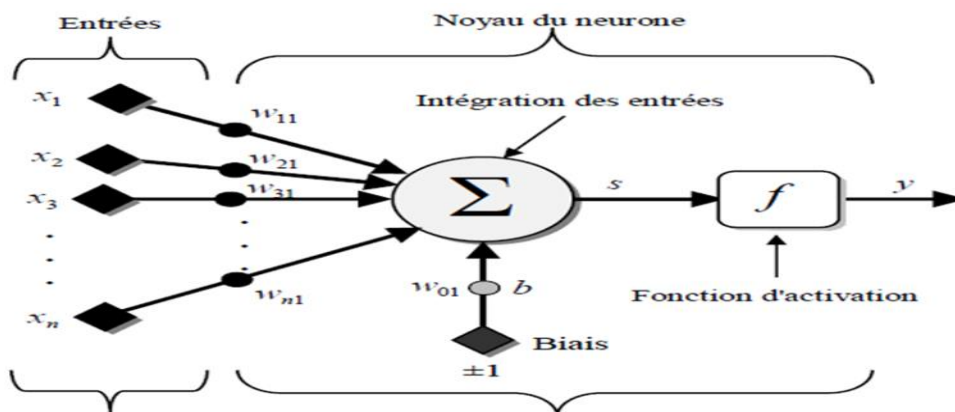 Entrées
Noyau du neurone
x1
w11
Intégration des entrées
x2
w21
x3
w31
Σ
s
f
y
xn
wn1
w01
b
Fonction d'activation
Biais
±1